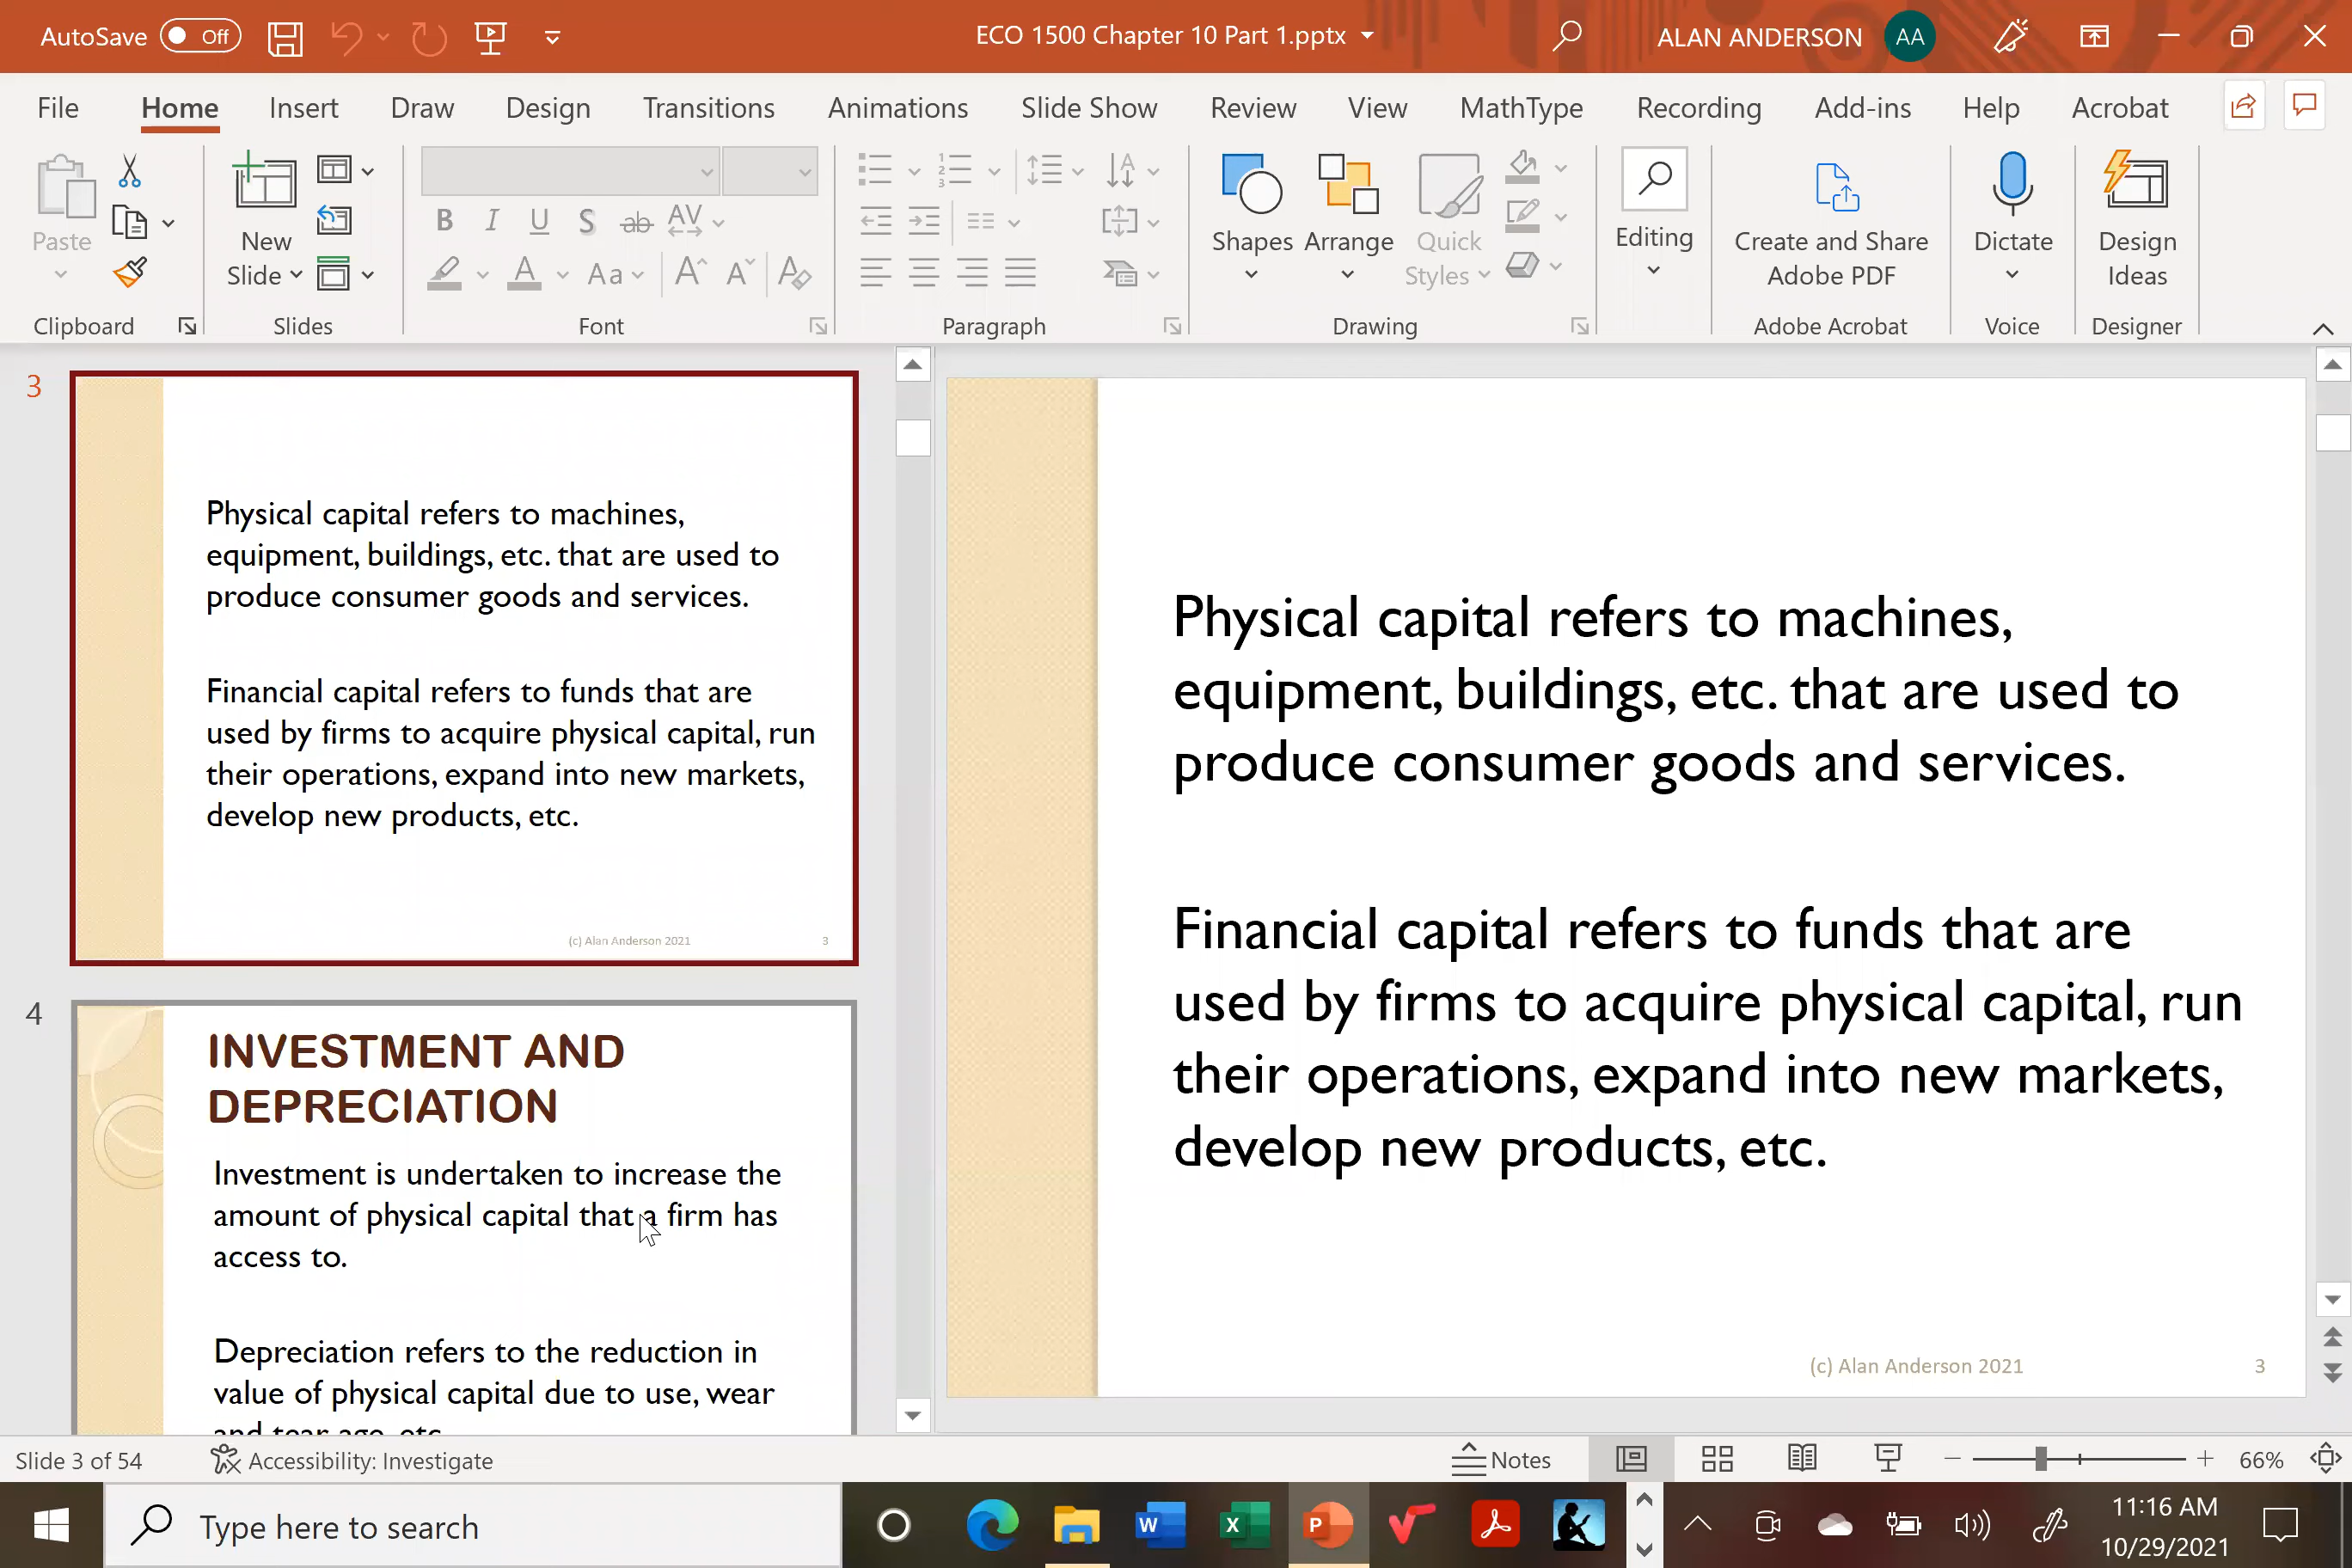 AutoSave Off
ECO 1500 Chapter 10 Part 1.pptx
ALAN ANDERSON AA
File Home Insert Draw Design Transitions Animations Slide Show Review View MathType Recording Add-ins Help Acrobat
Paste
Clipboard
New
Slide
Slides
B I U S ab AV
A Aa A A A
Font
Paragraph
Shapes Arrange Quick
Styles
Drawing
Editing
Create and Share
Adobe PDF
Adobe Acrobat
Dictate
Voice
Design
Ideas
Designer
3
Physical capital refers to machines,
equipment, buildings, etc. that are used to
produce consumer goods and services.
Financial capital refers to funds that are
used by firms to acquire physical capital, run
their operations, expand into new markets,
develop new products, etc.
(c) Alan Anderson 2021 3
4
INVESTMENT AND
DEPRECIATION
Investment is undertaken to increase the
amount of physical capital that a firm has
access to.
Depreciation refers to the reduction in
value of physical capital due to use, wear
and tear age, etc.
Physical capital refers to machines,
equipment, buildings, etc. that are used to
produce consumer goods and services.
Financial capital refers to funds that are
used by firms to acquire physical capital, run
their operations, expand into new markets,
develop new products, etc.
(c) Alan Anderson 2021 3
Slide 3 of 54 Accessibility: Investigate Notes 66%
Type here to search
11:16 AM
10/29/2021